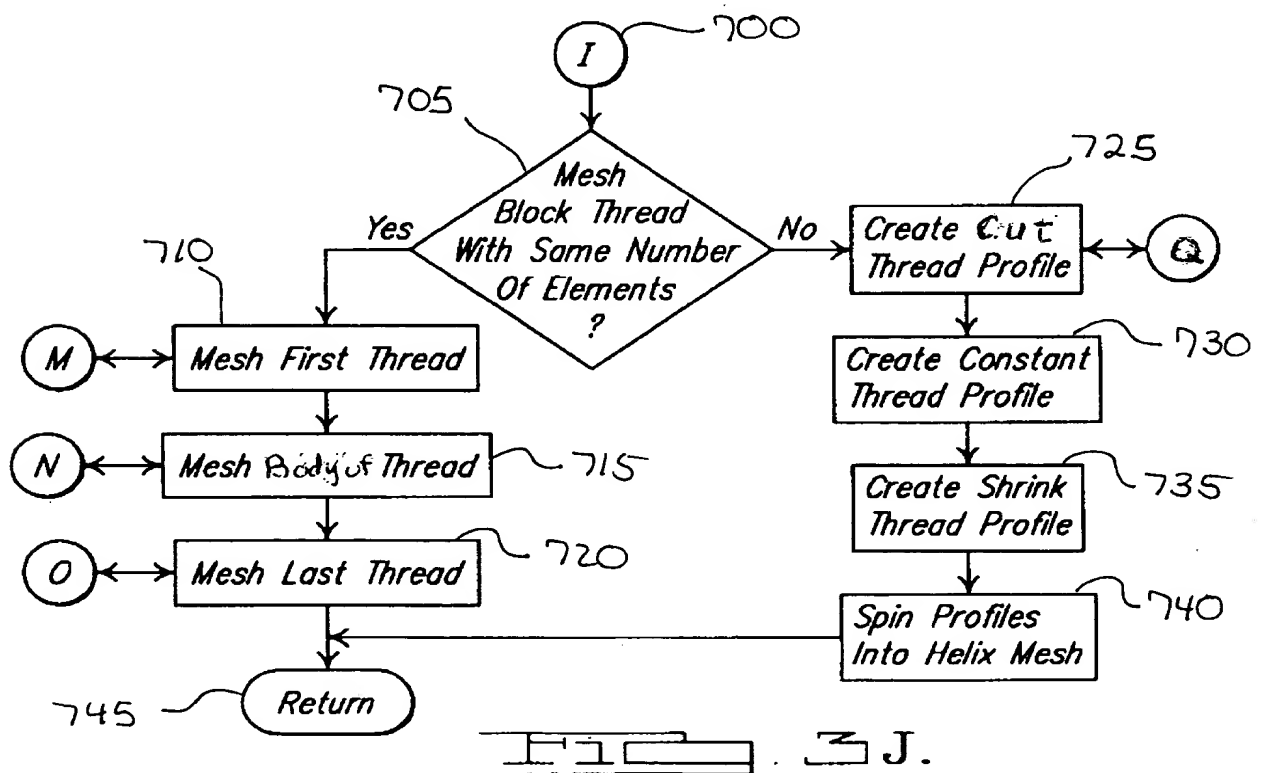 I
700
705
Mesh
Block Thread
With Same Number
Of Elements
?
Yes
No
725
Create Cut
Thread Profile
Q
710
M
Mesh First Thread
730
Create Constant
Thread Profile
N
Mesh Body of Thread
715
735
Create Shrink
Thread Profile
O
Mesh Last Thread
720
740
Spin Profiles
Into Helix Mesh
745
Return
Fig. 3J.